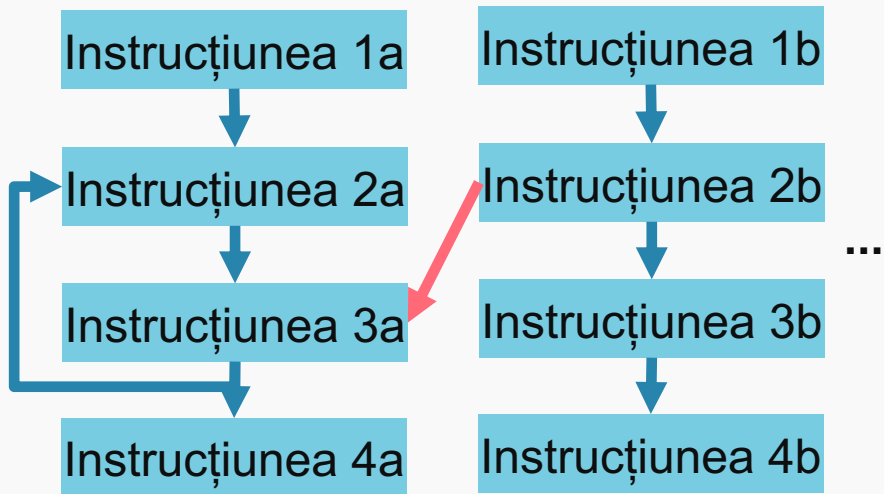 Instrucțiunea 1a
Instrucțiunea 2a
Instrucțiunea 3a
Instrucțiunea 4a
Instrucțiunea 1b
Instrucțiunea 2b
Instrucțiunea 3b
Instrucțiunea 4b
...